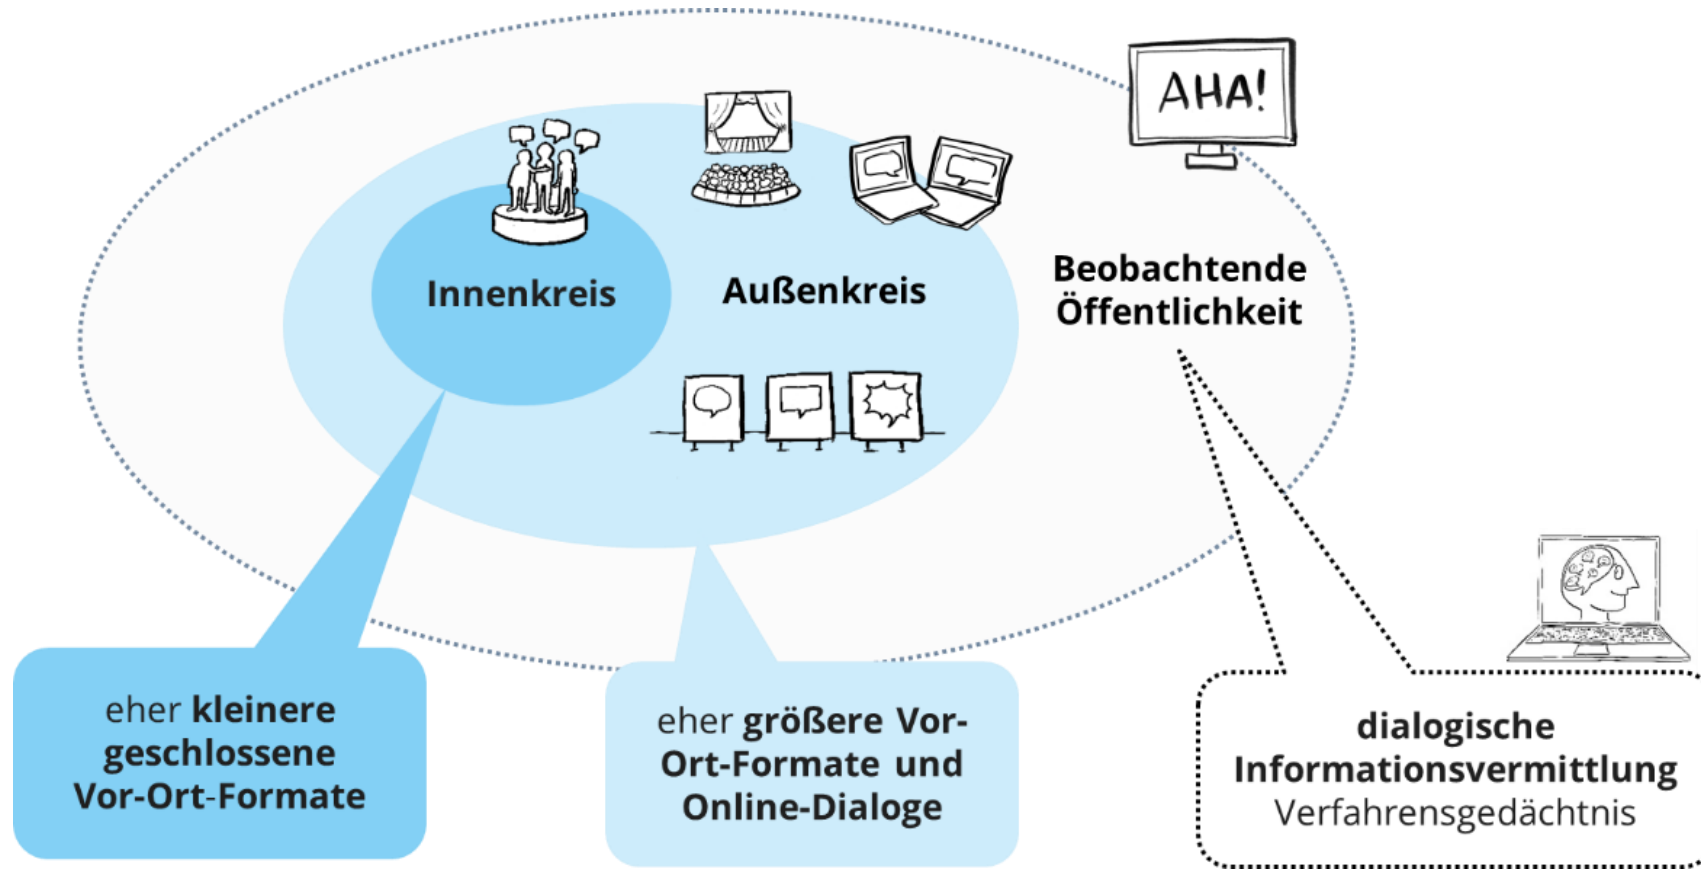 AHA!
Innenkreis
Außenkreis
Beobachtende
Öffentlichkeit
eher kleinere
geschlossene
Vor-Ort-Formate
eher größere Vor-
Ort-Formate und
Online-Dialoge
dialogische
Informationsvermittlung
Verfahrensgedächtnis